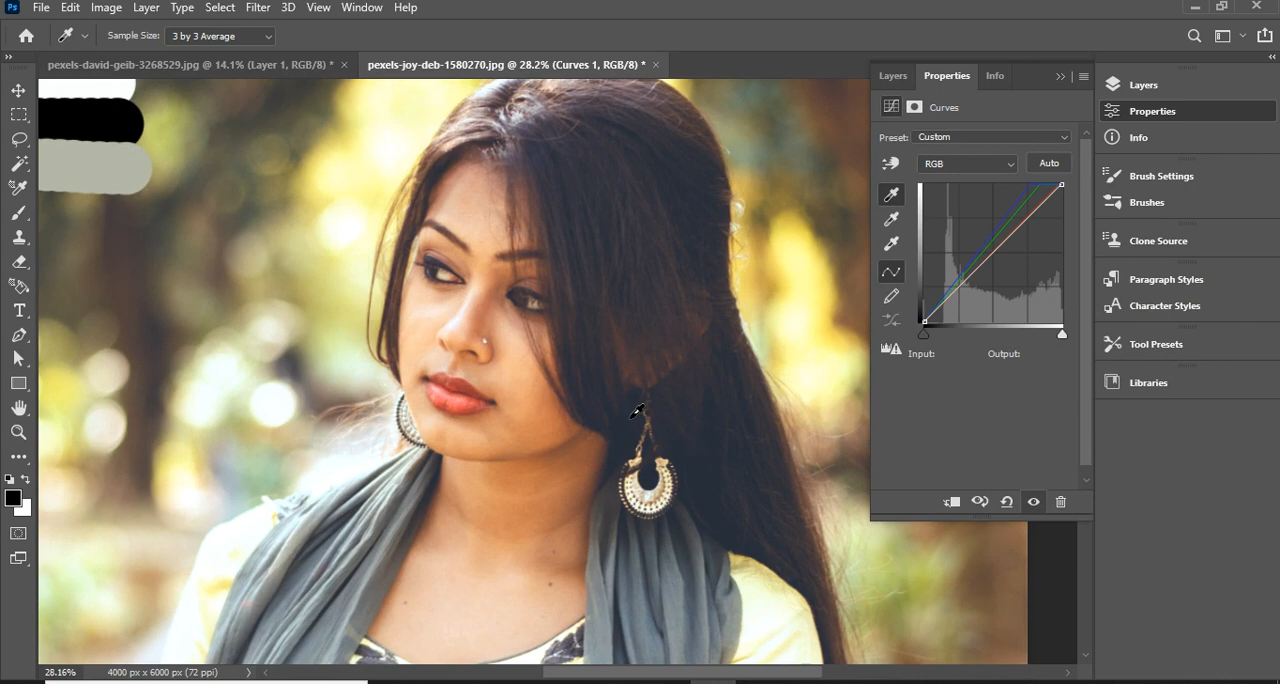 Ps File Edit Image Layer Type Select Filter 3D View Window Help
Sample Size: 3 by 3 Average
pexels-david-geib-3268529.jpg @ 14.1% (Layer 1, RGB/8) * × pexels-joy-deb-1580270.jpg @ 28.2% (Curves 1, RGB/8) * ×
Layers Properties Info
Curves
Preset: Custom
RGB Auto
Input: Output:
Layers
Properties
Info
Brush Settings
Brushes
Clone Source
Paragraph Styles
Character Styles
Tool Presets
Libraries
28.16% 4000 px x 6000 px (72 ppi)